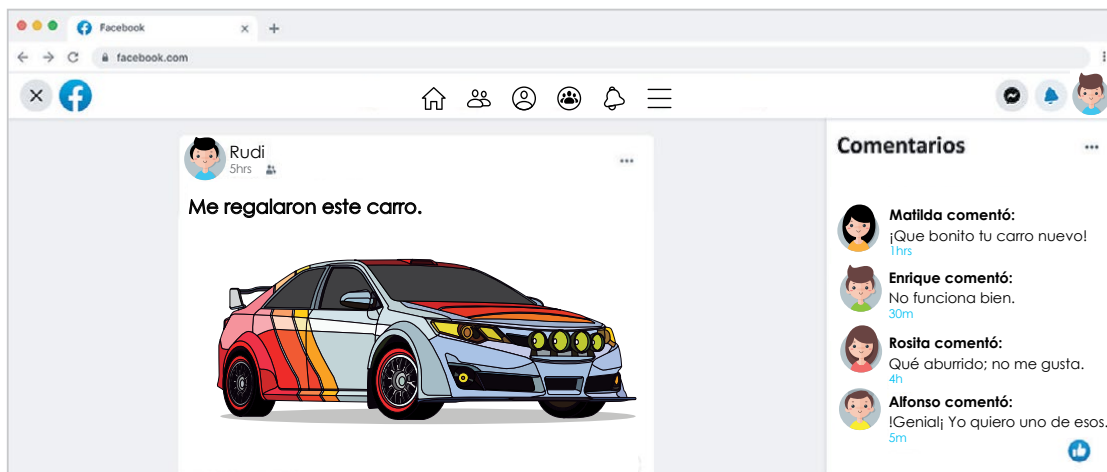 Facebook
facebook.com
Rudi
5hrs
Me regalaron este carro.
Comentarios
Matilda comentó:
¡Que bonito tu carro nuevo!
1hrs
Enrique comentó:
No funciona bien.
30m
Rosita comentó:
Qué aburrido; no me gusta.
4h
Alfonso comentó:
!Genial¡ Yo quiero uno de esos.
5m